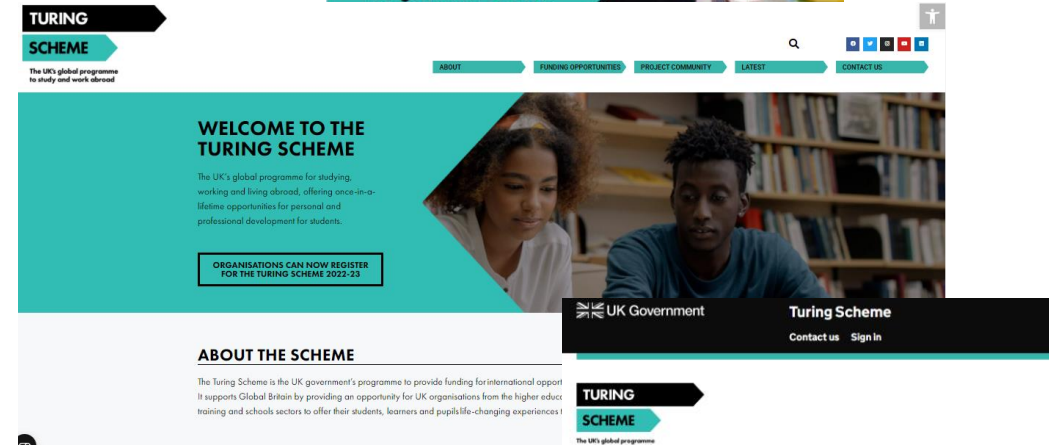 TURING
SCHEME
The UK's global programme
to study and work abroad
ABOUT
FUNDING OPPORTUNITIES
PROJECT COMMUNITY
LATEST
CONTACT US
WELCOME TO THE
TURING SCHEME
The UK's global programme for studying,
working and living abroad, offering once-in-a-
lifetime opportunities for personal and
professional development for students.
ORGANISATIONS CAN NOW REGISTER
FOR THE TURING SCHEME 2022-23
ABOUT THE SCHEME
The Turing Scheme is the UK government's programme to provide funding for international opport
It supports Global Britain by providing an opportunity for UK organisations from the higher educ
training and schools sectors to offer their students, learners and pupils life-changing experiences
UK Government
Turing Scheme
Contact us Sign in
TURING
SCHEME
The UK's global programme